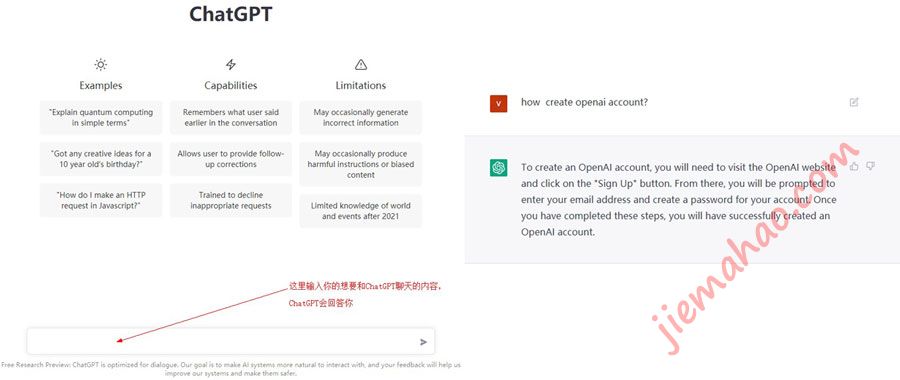 ChatGPT
Examples
"Explain quantum computing
in simple terms"
"Got any creative ideas for a
10 year old's birthday?"
"How do I make an HTTP
request in Javascript?"
Capabilities
Remembers what user said
earlier in the conversation
Allows user to provide follow-
up corrections
Trained to decline
inappropriate requests
Limitations
May occasionally generate
incorrect information
May occasionally produce
harmful instructions or biased
content
Limited knowledge of world
and events after 2021
这里输入你的想要和ChatGPT聊天的内容，
ChatGPT会回答你
Free Research Preview: ChatGPT is optimized for dialogue. Our goal is to make AI systems more natural to interact with, and your feedback will help us
improve our systems and make them safer.
v
how create openai account?
To create an OpenAI account, you will need to visit the OpenAI website
and click on the "Sign Up" button. From there, you will be prompted to
enter your email address and create a password for your account. Once
you have completed these steps, you will have successfully created an
OpenAI account.
jiemahao.com